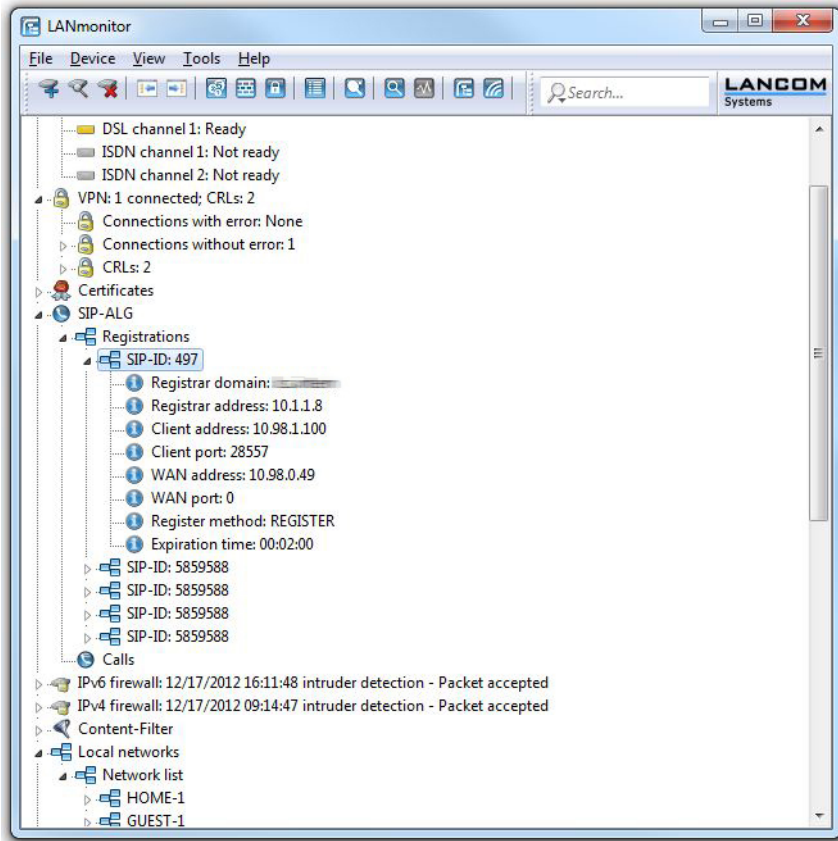 LANmonitor
File Device View Tools Help
Search...
LANCOM
Systems
DSL channel 1: Ready
ISDN channel 1: Not ready
ISDN channel 2: Not ready
VPN: 1 connected; CRLs: 2
Connections with error: None
Connections without error: 1
CRLs: 2
Certificates
SIP-ALG
Registrations
SIP-ID: 497
Registrar domain:
Registrar address: 10.1.1.8
Client address: 10.98.1.100
Client port: 28557
WAN address: 10.98.0.49
WAN port: 0
Register method: REGISTER
Expiration time: 00:02:00
SIP-ID: 5859588
SIP-ID: 5859588
SIP-ID: 5859588
SIP-ID: 5859588
Calls
IPv6 firewall: 12/17/2012 16:11:48 intruder detection - Packet accepted
IPv4 firewall: 12/17/2012 09:14:47 intruder detection - Packet accepted
Content-Filter
Local networks
Network list
HOME-1
GUEST-1